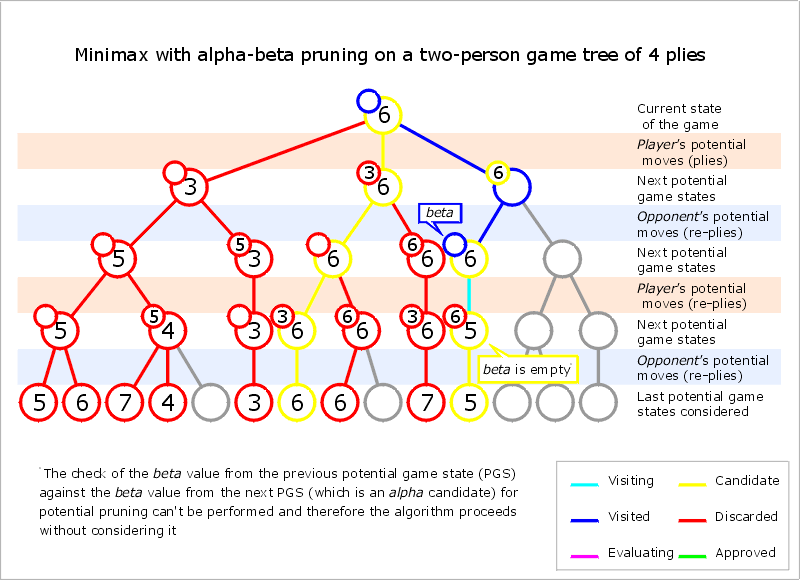 Minimax with alpha-beta pruning on a two-person game tree of 4 plies
6
Current state
of the game
Player's potential
moves (plies)
3
3
6
6
Next potential
game states
beta
Opponent's potential
moves (re-plies)
5
5
3
6
6
6
6
Next potential
game states
Player's potential
moves (re-plies)
5
5
4
3
3
6
6
6
3
6
6
5
Next potential
game states
beta is empty*
Opponent's potential
moves (re-plies)
5
6
7
4
3
6
6
7
5
Last potential game
states considered
*The check of the beta value from the previous potential game state (PGS)
against the beta value from the next PGS (which is an alpha candidate) for
potential pruning can't be performed and therefore the algorithm proceeds
without considering it
Visiting
Candidate
Visited
Discarded
Evaluating
Approved